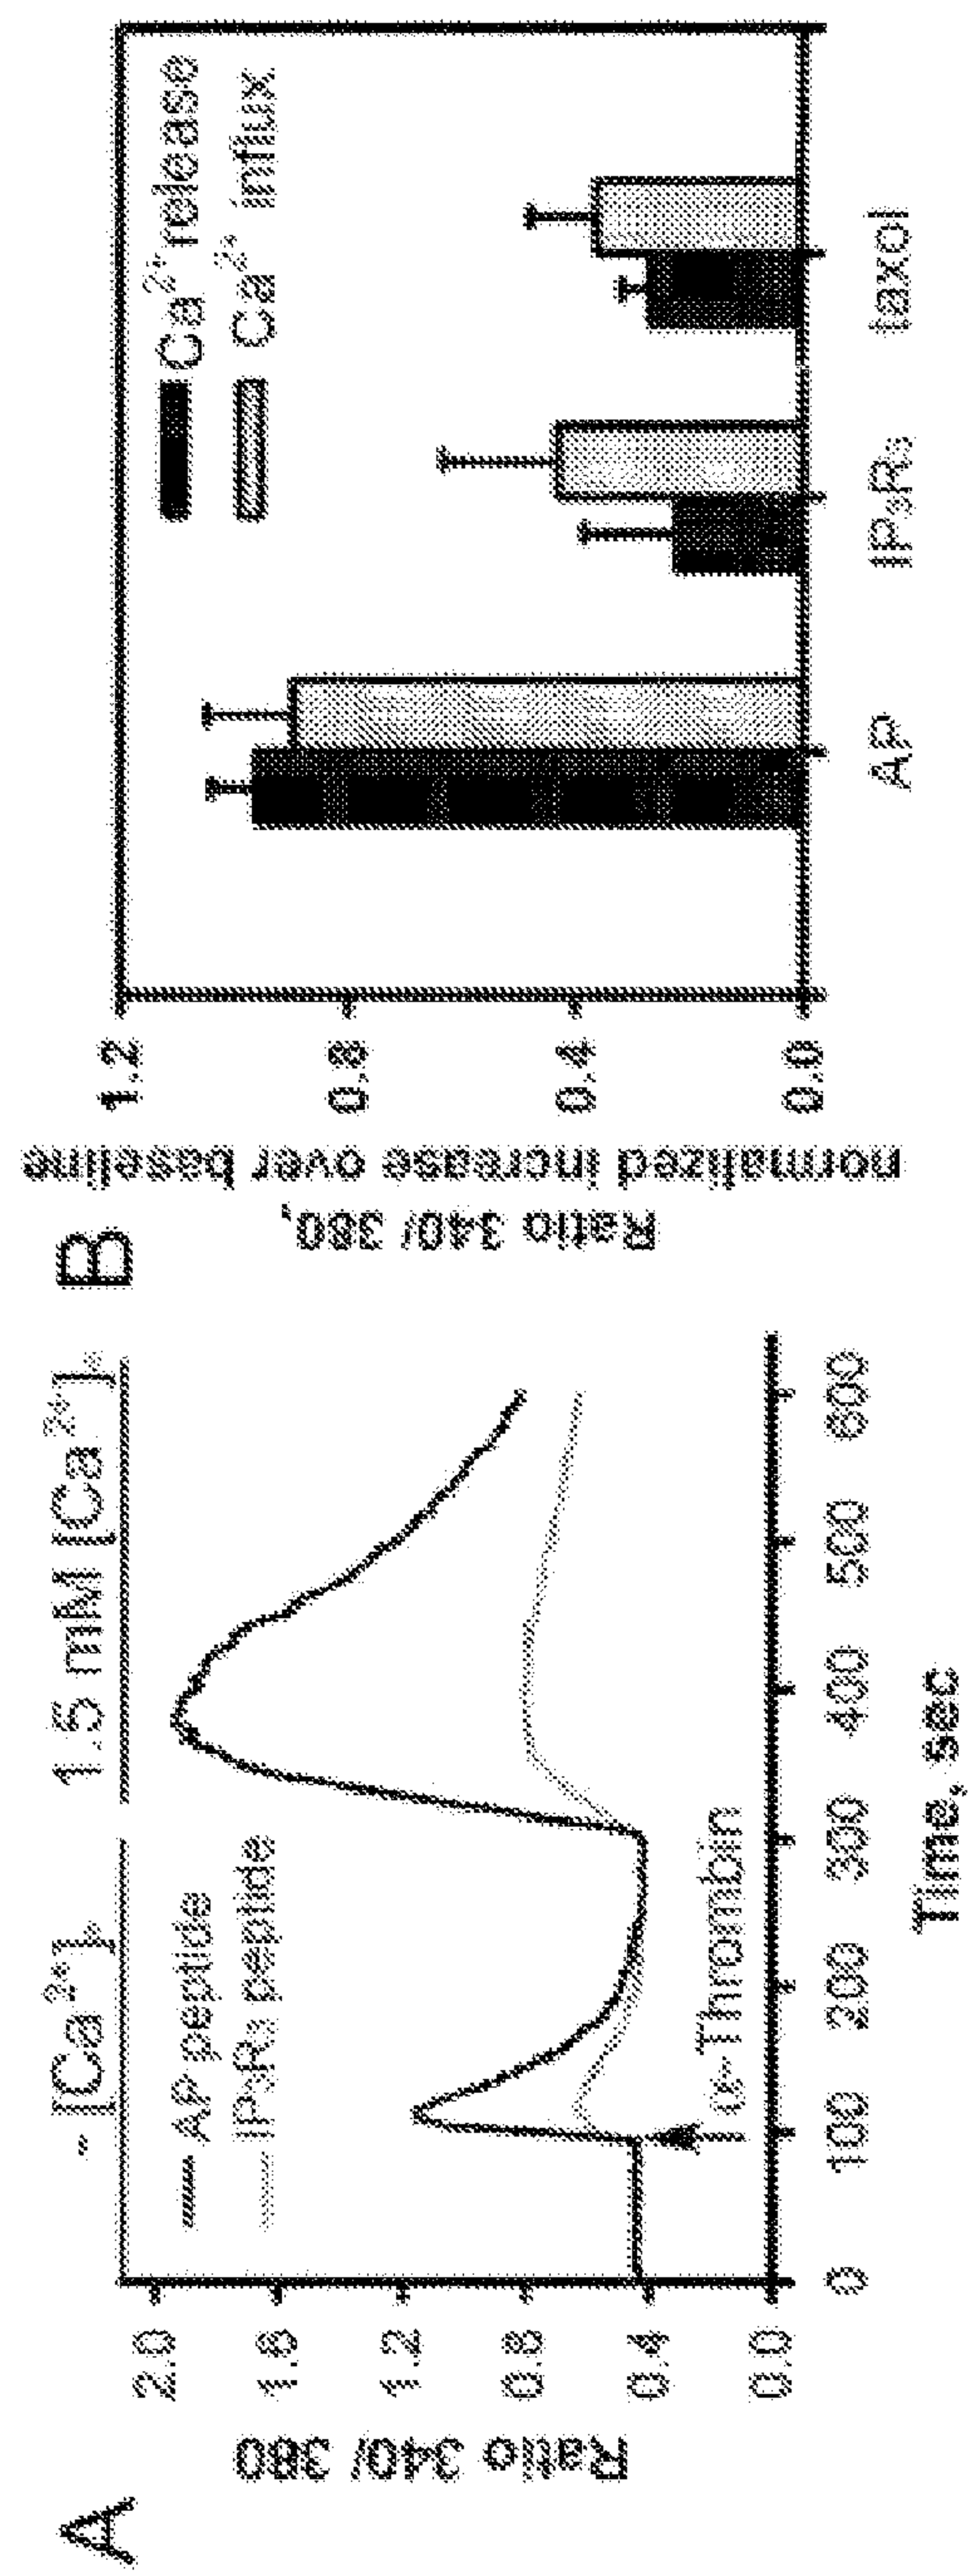 A
- [Ca2+]o
1.5 mM [Ca2+]o
AP peptide
IP3R3 peptide
α-Thrombin
Ratio 340/ 380
2.0
1.6
1.2
0.8
0.4
0.0
0
100
200
300
400
500
600
Time, sec
B
Ratio 340/ 380,
normalized increase over baseline
1.2
0.8
0.4
0.0
Ca2+ release
Ca2+ influx
AP
IP3R3
taxol